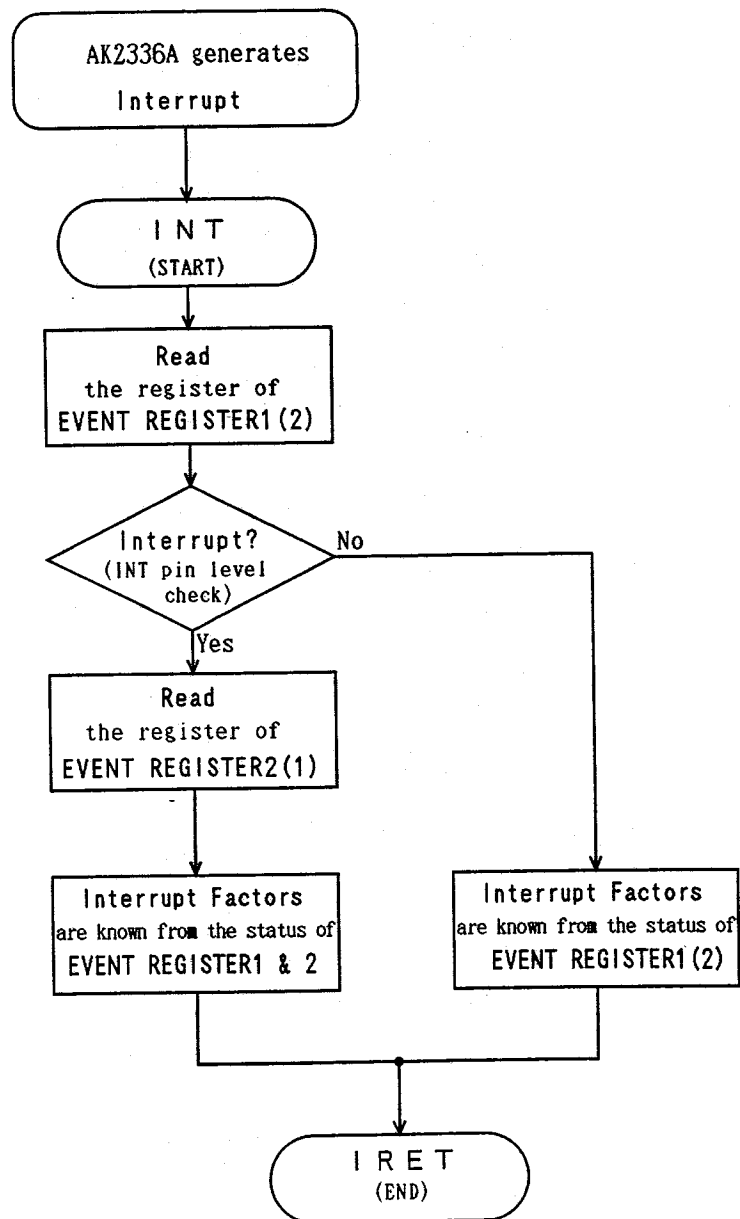 AK2336A generates
Interrupt
INT
(START)
Read
the register of
EVENT REGISTER1(2)
Interrupt?
(INT pin level
check)
No
Yes
Read
the register of
EVENT REGISTER2(1)
Interrupt Factors
are known from the status of
EVENT REGISTER1 & 2
Interrupt Factors
are known from the status of
EVENT REGISTER1(2)
IRET
(END)